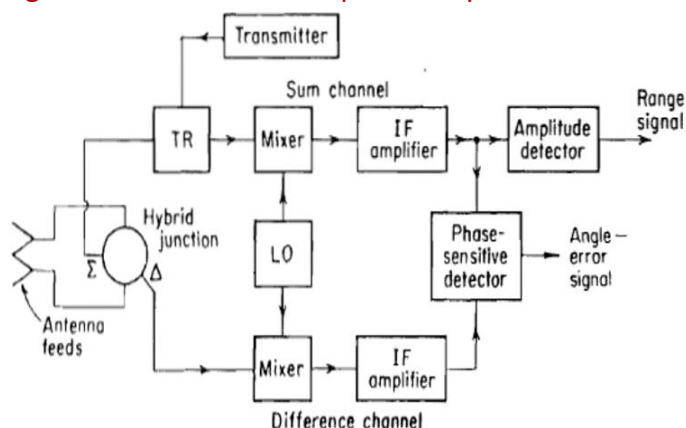 Transmitter
Sum channel
TR
Mixer
IF
amplifier
Amplitude
detector
Range
signal
Hybrid
junction
LO
Phase-
sensitive
detector
Angle-
error
signal
Σ
Δ
Antenna
feeds
Mixer
IF
amplifier
Difference channel